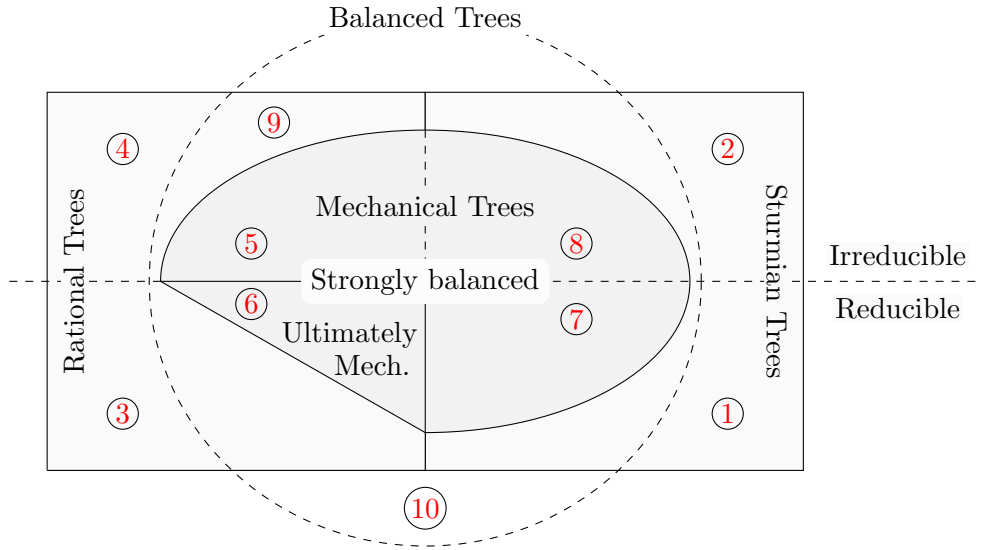 Balanced Trees
9
4
2
Mechanical Trees
5
8
Rational Trees
Strongly balanced
Sturmian Trees
Irreducible
Reducible
6
7
Ultimately
Mech.
3
1
10